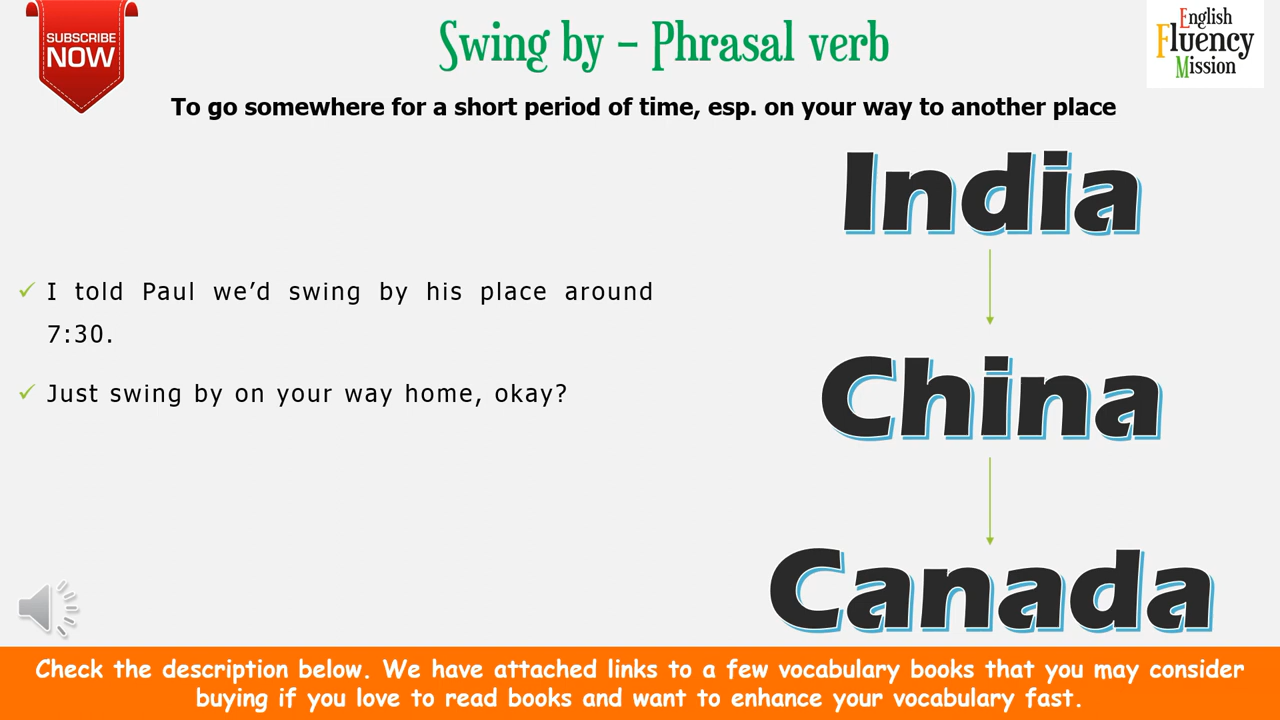 SUBSCRIBE
NOW
Swing by – Phrasal verb
English
Fluency
Mission
To go somewhere for a short period of time, esp. on your way to another place
India
✓ I told Paul we’d swing by his place around
7:30.
✓ Just swing by on your way home, okay?
China
Canada
Check the description below. We have attached links to a few vocabulary books that you may consider
buying if you love to read books and want to enhance your vocabulary fast.